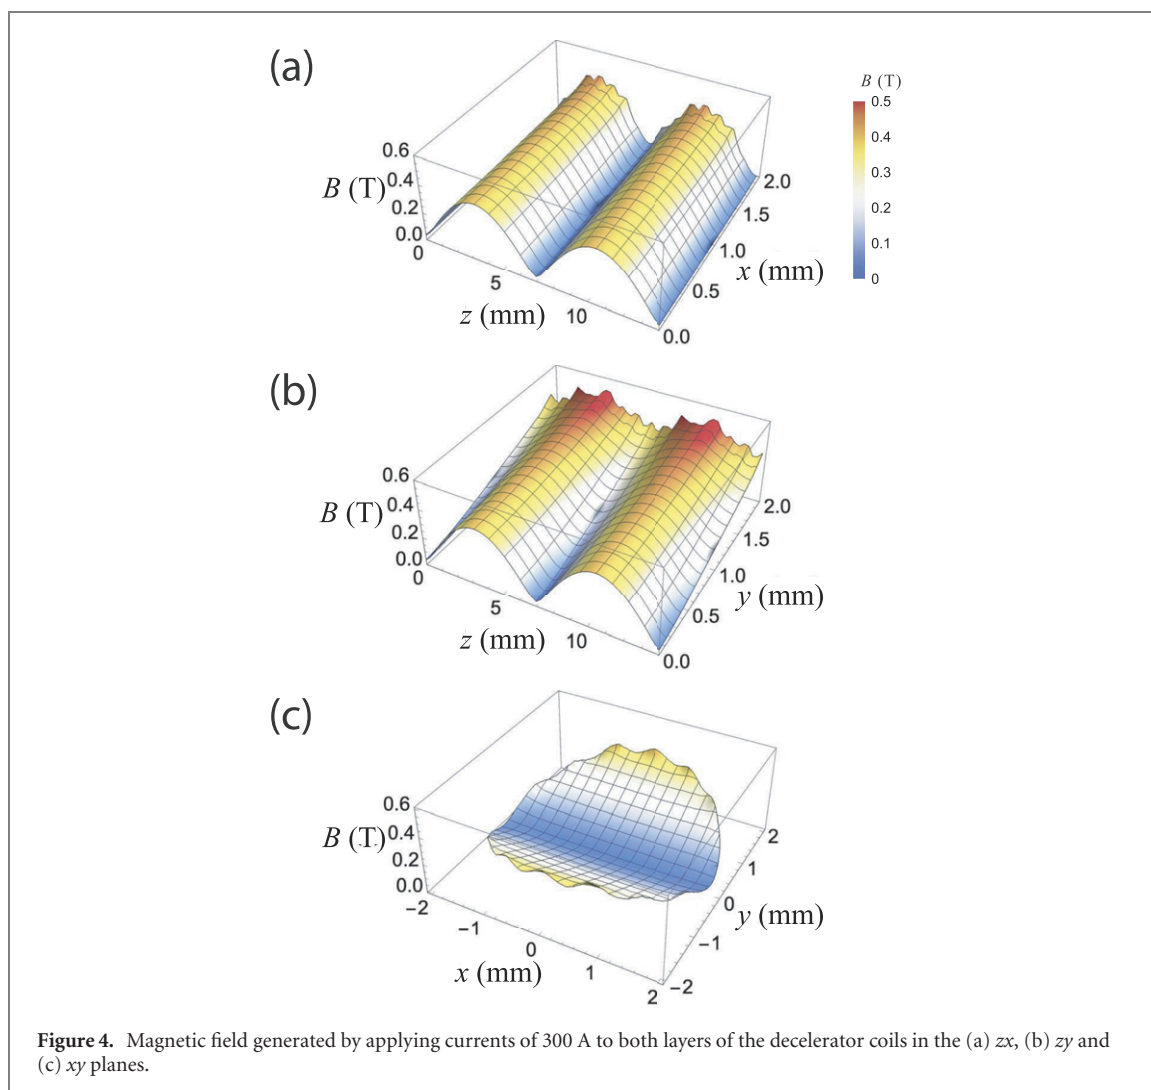 (a)
B (T)
0.5
0.4
0.3
0.2
0.1
0
0.6
0.4
0.2
0.0
B (T)
0
5
10
z (mm)
0.0
0.5
1.0
1.5
2.0
x (mm)
(b)
0.6
0.4
0.2
0.0
B (T)
0
5
10
z (mm)
0.0
0.5
1.0
1.5
2.0
y (mm)
(c)
0.6
0.4
0.2
0.0
B (T)
−2
−1
0
1
2
x (mm)
−2
−1
0
1
2
y (mm)
Figure 4. Magnetic field generated by applying currents of 300 A to both layers of the decelerator coils in the (a) zx, (b) zy and
(c) xy planes.